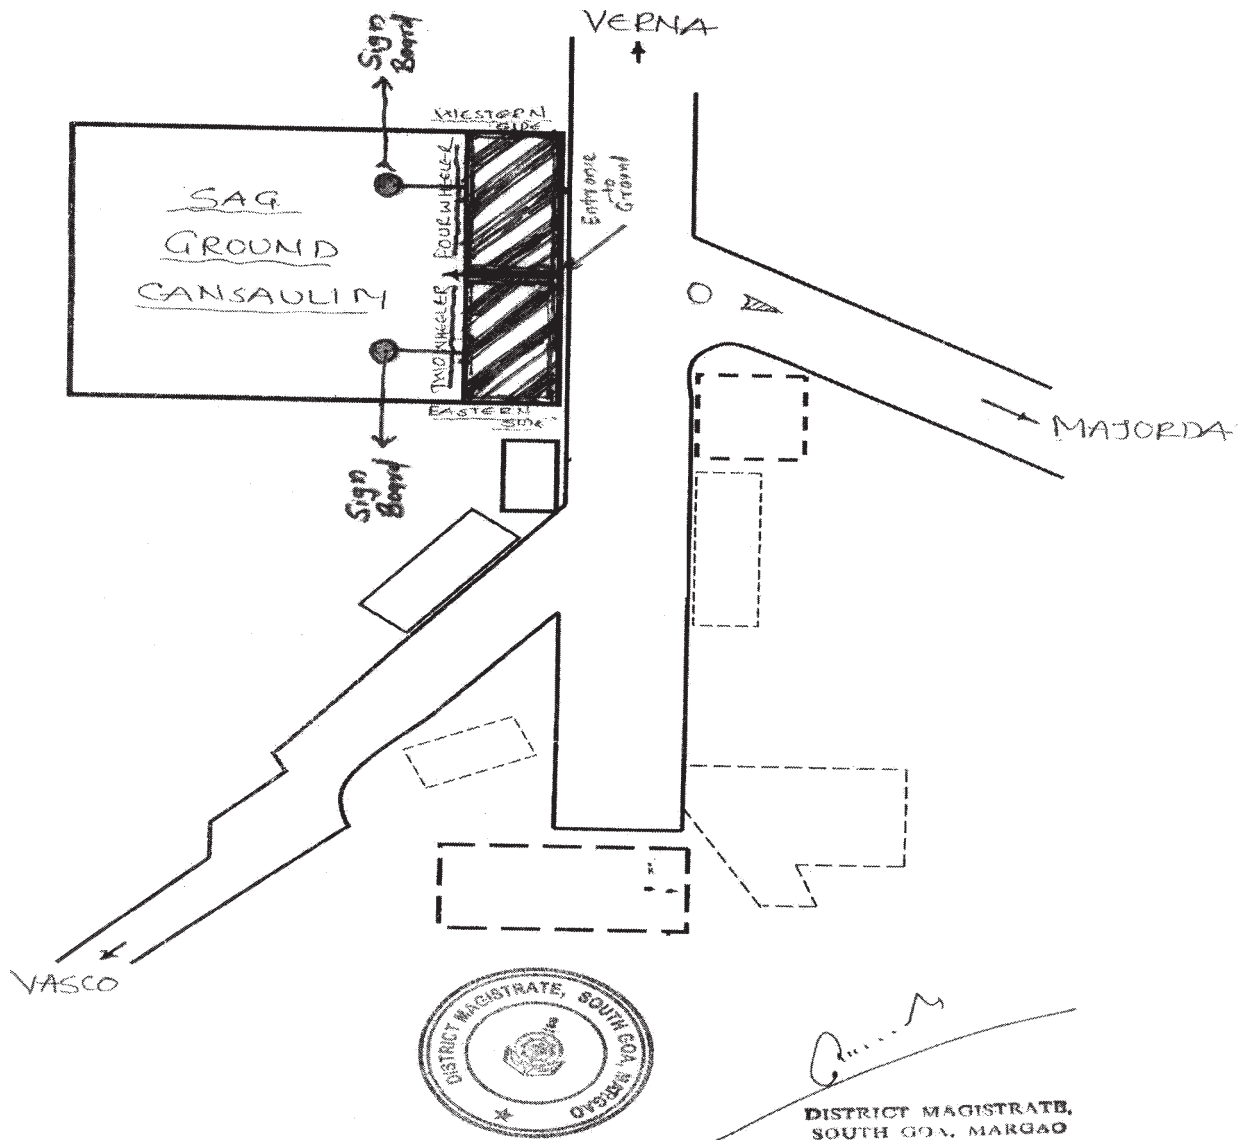 VERNA
Sign
Board
WESTERN
SIDE
FOUR WHEELER
Entrance
to
Ground
SAG
GROUND
CANSAULIM
TWO WHEELER
EASTERN
SIDE
Sign
Board
MAJORDA
VASCO
DISTRICT MAGISTRATE, SOUTH GOA, MARGAO
DISTRICT MAGISTRATE,
SOUTH GOA, MARGAO